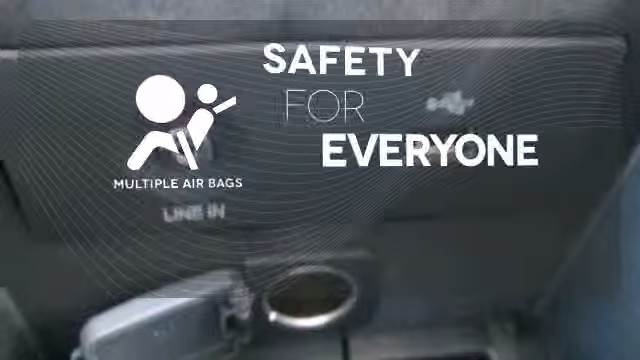 SAFETY
FOR
EVERYONE
MULTIPLE AIR BAGS
LINE IN